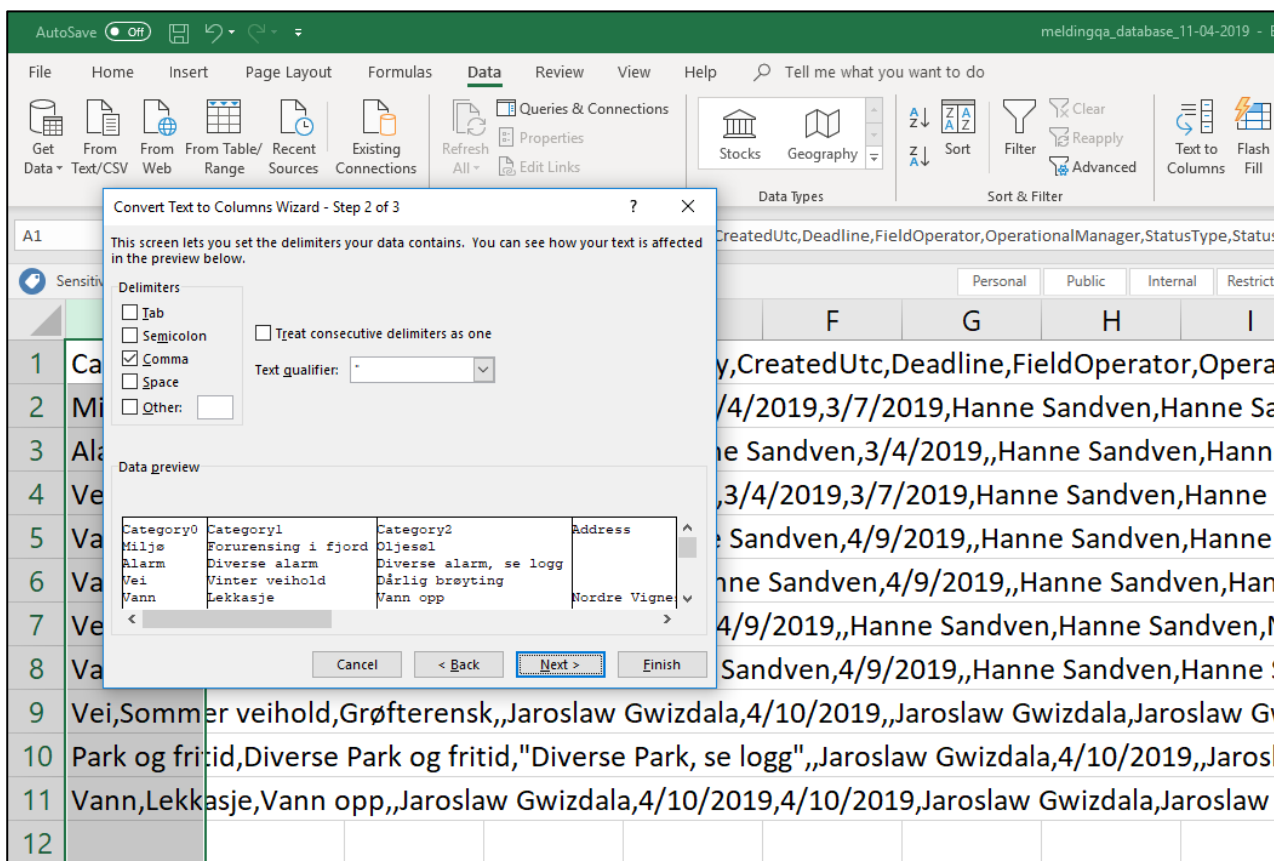 AutoSave Off meldingqa_database_11-04-2019 -
File Home Insert Page Layout Formulas Data Review View Help Tell me what you want to do
Get Data From Text/CSV From Web From Table/ Range Recent Sources Existing Connections
Refresh All Queries & Connections
Properties
Edit Links
Stocks Geography
Data Types
Sort Filter Clear
Reapply
Advanced
Sort & Filter
Text to Columns Flash Fill
A1
CreatedUtc,Deadline,FieldOperator,OperationalManager,StatusType,Status
Personal Public Internal Restrict
Convert Text to Columns Wizard - Step 2 of 3 ?
This screen lets you set the delimiters your data contains. You can see how your text is affected
in the preview below.
Delimiters
Tab
Semicolon
Comma
Space
Other:
Treat consecutive delimiters as one
Text qualifier: "
Data preview
Category0 Category1 Category2 Address
Miljø Forurensing i fjord Oljesøl
Alarm Diverse alarm Diverse alarm, se logg
Vei Vinter veihold Dårlig brøyting
Vann Lekkasje Vann opp Nordre Vigne
Cancel < Back Next > Finish
F G H I
1 Ca y,CreatedUtc,Deadline,FieldOperator,Opera
2 Mi /4/2019,3/7/2019,Hanne Sandven,Hanne Sa
3 Ala ne Sandven,3/4/2019,,Hanne Sandven,Hann
4 Ve ,3/4/2019,3/7/2019,Hanne Sandven,Hanne
5 Va e Sandven,4/9/2019,,Hanne Sandven,Hanne
6 Va nne Sandven,4/9/2019,,Hanne Sandven,Han
7 Ve 4/9/2019,,Hanne Sandven,Hanne Sandven,
8 Va Sandven,4/9/2019,,Hanne Sandven,Hanne
9 Vei,Sommer veihold,Grøfterensk,,Jaroslaw Gwizdala,4/10/2019,,Jaroslaw Gwizdala,Jaroslaw G
10 Park og fritid,Diverse Park og fritid,"Diverse Park, se logg",,Jaroslaw Gwizdala,4/10/2019,,Jaros
11 Vann,Lekkasje,Vann opp,,Jaroslaw Gwizdala,4/10/2019,4/10/2019,Jaroslaw Gwizdala,Jaroslaw
12